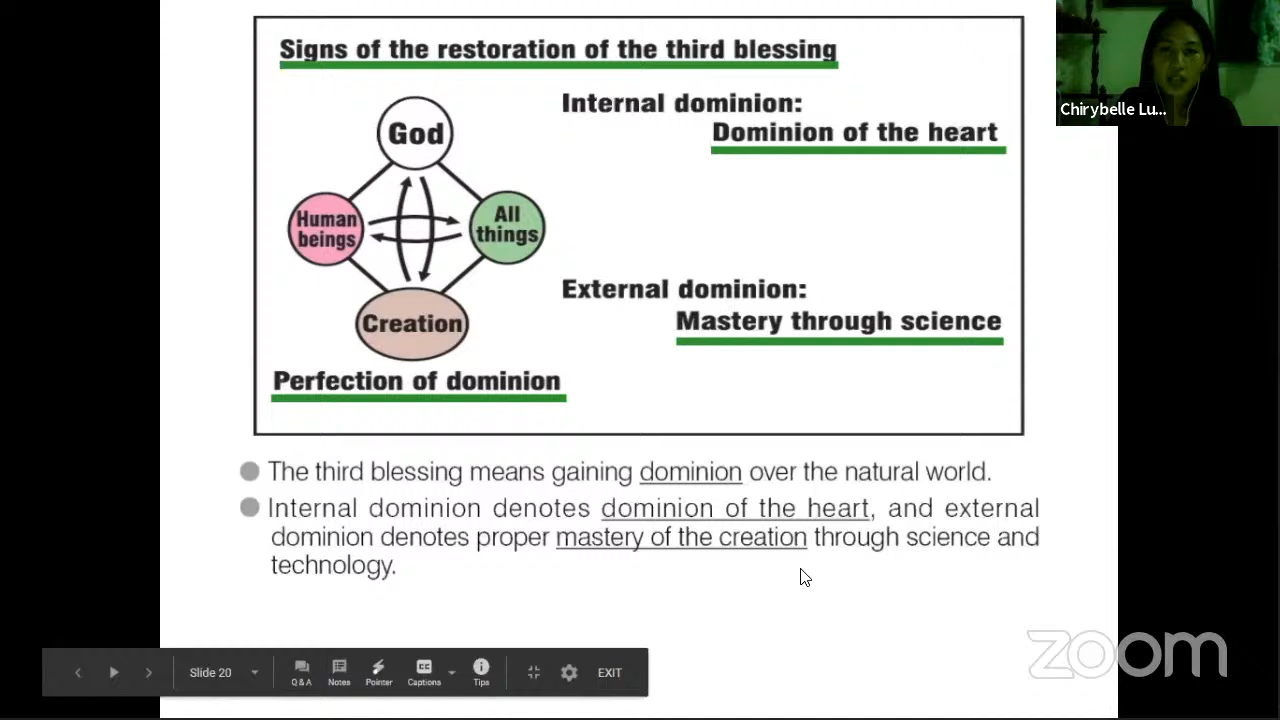 Signs of the restoration of the third blessing
God
Human
beings
All
things
Creation
Perfection of dominion
Internal dominion:
Dominion of the heart
External dominion:
Mastery through science
The third blessing means gaining dominion over the natural world.
Internal dominion denotes dominion of the heart, and external
dominion denotes proper mastery of the creation through science and
technology.
Chirybelle Lu...
Slide 20
Q & A
Notes
Pointer
CC
Captions
Tips
EXIT
zoom